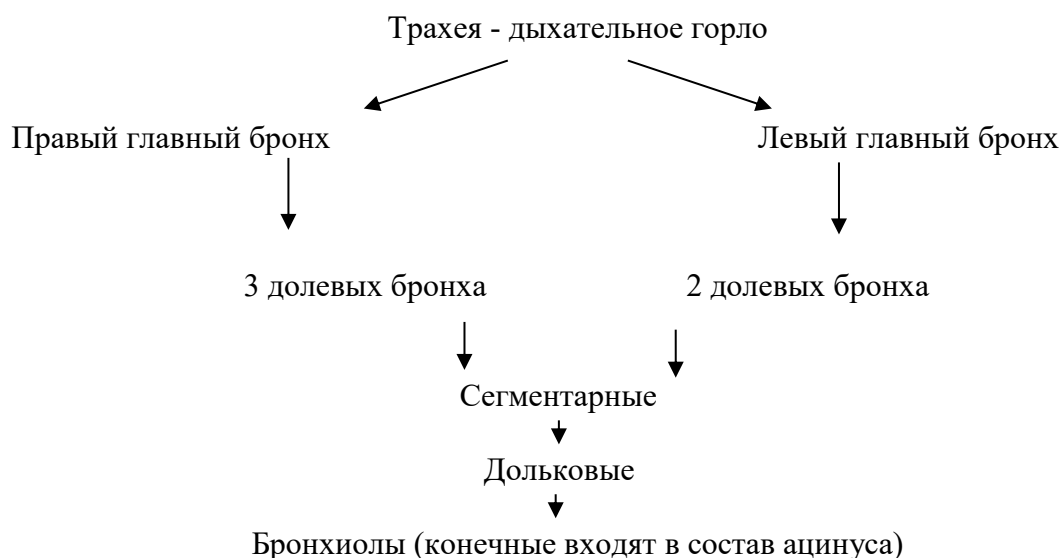 Трахея - дыхательное горло
Правый главный бронх
Левый главный бронх
3 долевых бронха
2 долевых бронха
Сегментарные
Дольковые
Бронхиолы (конечные входят в состав ацинуса)